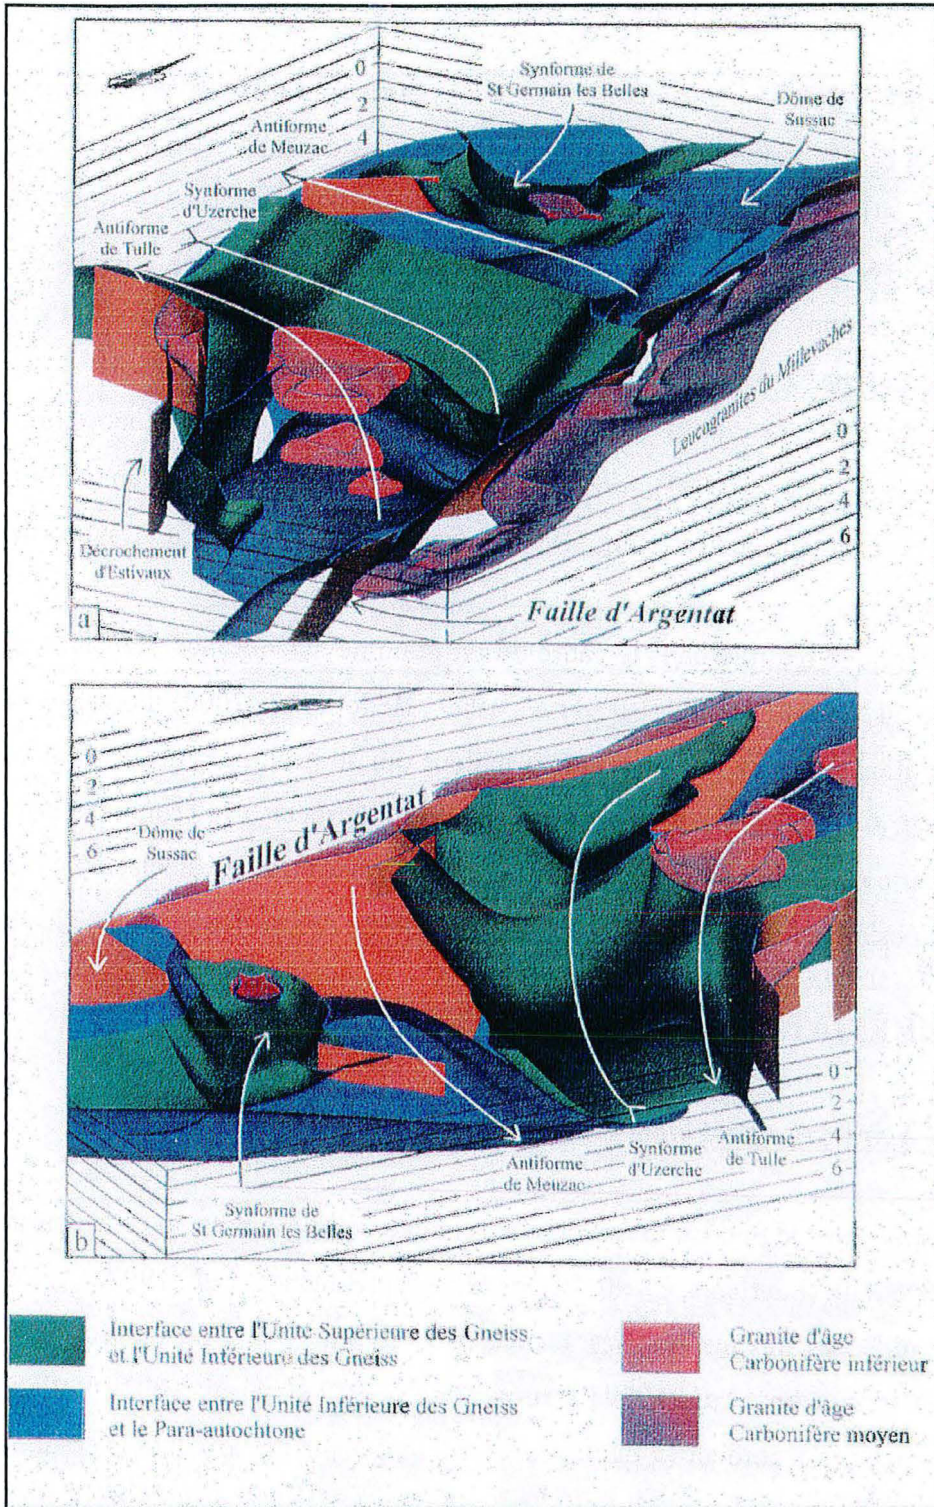 0
2
4
Synforme de
St Germain les Belles
Dôme de
Sussac
Antiforme
de Meuzac
Synforme
d'Uzerche
Antiforme
de Tulle
Leucogranites du Millevaches
0
2
4
6
Décrochement
d'Estivaux
Faille d'Argentat
a
0
2
4
6
Dôme de
Sussac
Faille d'Argentat
0
2
4
6
Antiforme
de Meuzac
Synforme
d'Uzerche
Antiforme
de Tulle
Synforme de
St Germain les Belles
b
Interface entre l'Unité Supérieure des Gneiss
et l'Unité Inférieure des Gneiss
Granite d'âge
Carbonifère inférieur
Interface entre l'Unité Inférieure des Gneiss
et le Para-autochtone
Granite d'âge
Carbonifère moyen